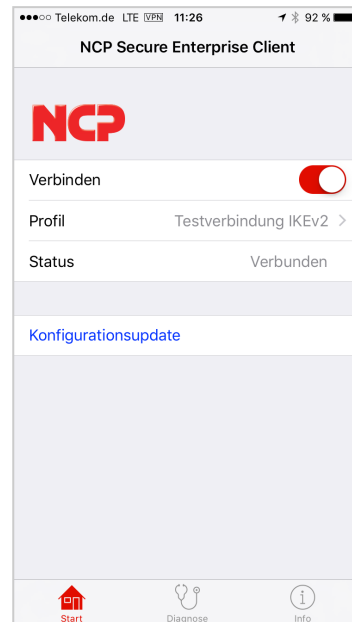 Telekom.de LTE VPN 11:26 92 %
NCP Secure Enterprise Client
NCP
Verbinden
Profil Testverbindung IKEv2
Status Verbunden
Konfigurationsupdate
Start Diagnose Info